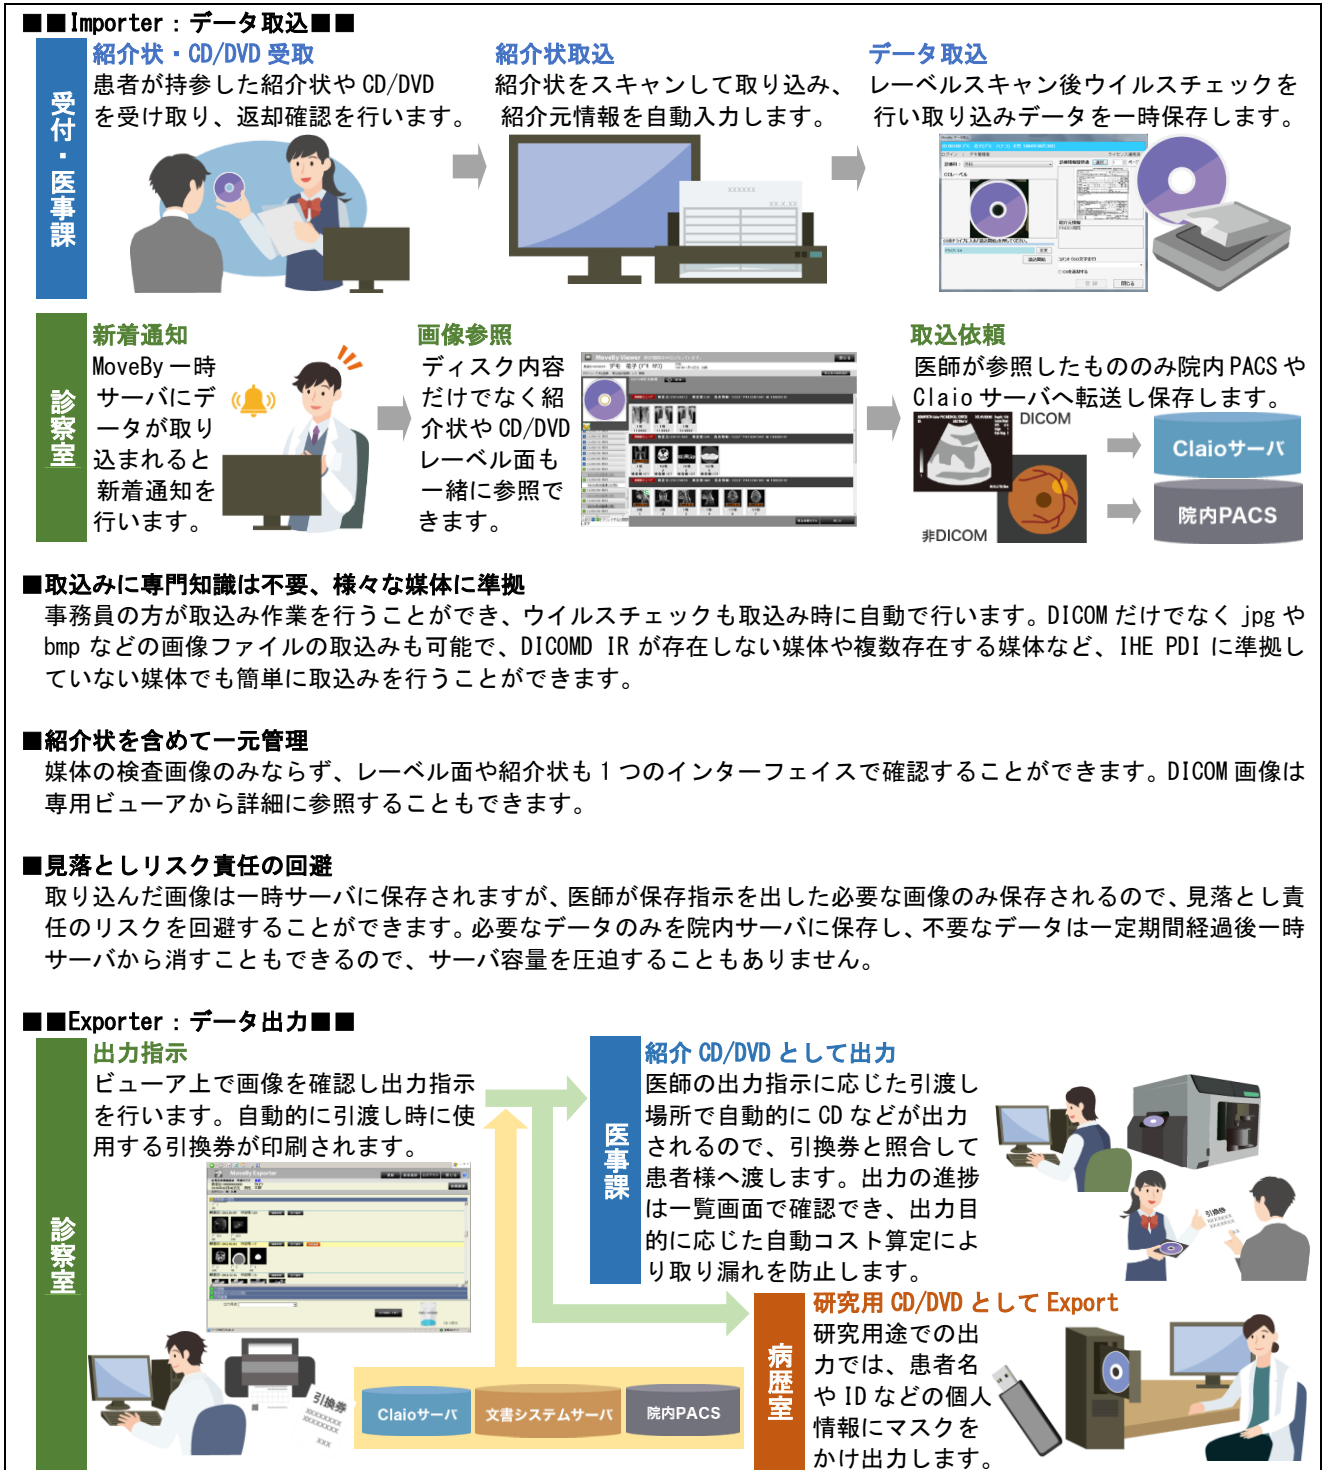 ■■Importer：データ取込■■
受付・医事課
紹介状・CD/DVD 受取
患者が持参した紹介状や CD/DVD
を受け取り、返却確認を行います。
紹介状取込
紹介状をスキャンして取り込み、
紹介元情報を自動入力します。
XXXXXX
XX.X.XX
データ取込
レーベルスキャン後ウイルスチェックを
行い取り込みデータを一時保存します。
CDレーベル
閉じる
診察室
新着通知
MoveBy 一時
サーバにデ
ータが取り
込まれると
新着通知を
行います。
画像参照
ディスク内容
だけでなく紹
介状や CD/DVD
レーベル面も
一緒に参照で
きます。
MoveBy Viewer
取込依頼
医師が参照したもののみ院内 PACS や
Claio サーバへ転送し保存します。
DICOM
非DICOM
Claioサーバ
院内PACS
■取込みに専門知識は不要、様々な媒体に準拠
事務員の方が取込み作業を行うことができ、ウイルスチェックも取込み時に自動で行います。DICOM だけでなく jpg や
bmp などの画像ファイルの取込みも可能で、DICOMD IR が存在しない媒体や複数存在する媒体など、IHE PDI に準拠し
ていない媒体でも簡単に取込みを行うことができます。
■紹介状を含めて一元管理
媒体の検査画像のみならず、レーベル面や紹介状も 1 つのインターフェイスで確認することができます。DICOM 画像は
専用ビューアから詳細に参照することもできます。
■見落としリスク責任の回避
取り込んだ画像は一時サーバに保存されますが、医師が保存指示を出した必要な画像のみ保存されるので、見落とし責
任のリスクを回避することができます。必要なデータのみを院内サーバに保存し、不要なデータは一定期間経過後一時
サーバから消すこともできるので、サーバ容量を圧迫することもありません。
■■Exporter：データ出力■■
診察室
出力指示
ビューア上で画像を確認し出力指示
を行います。自動的に引渡し時に使
用する引換券が印刷されます。
MoveBy Exporter
引換券
XXXXXXXX
XXXXXXXX
XXX
Claioサーバ
文書システムサーバ
院内PACS
医事課
紹介 CD/DVD として出力
医師の出力指示に応じた引渡し
場所で自動的に CD などが出力
されるので、引換券と照合して
患者様へ渡します。出力の進捗
は一覧画面で確認でき、出力目
的に応じた自動コスト算定によ
り取り漏れを防止します。
引換券
病歴室
研究用 CD/DVD として Export
研究用途での出
力では、患者名
や ID などの個人
情報にマスクを
かけ出力します。